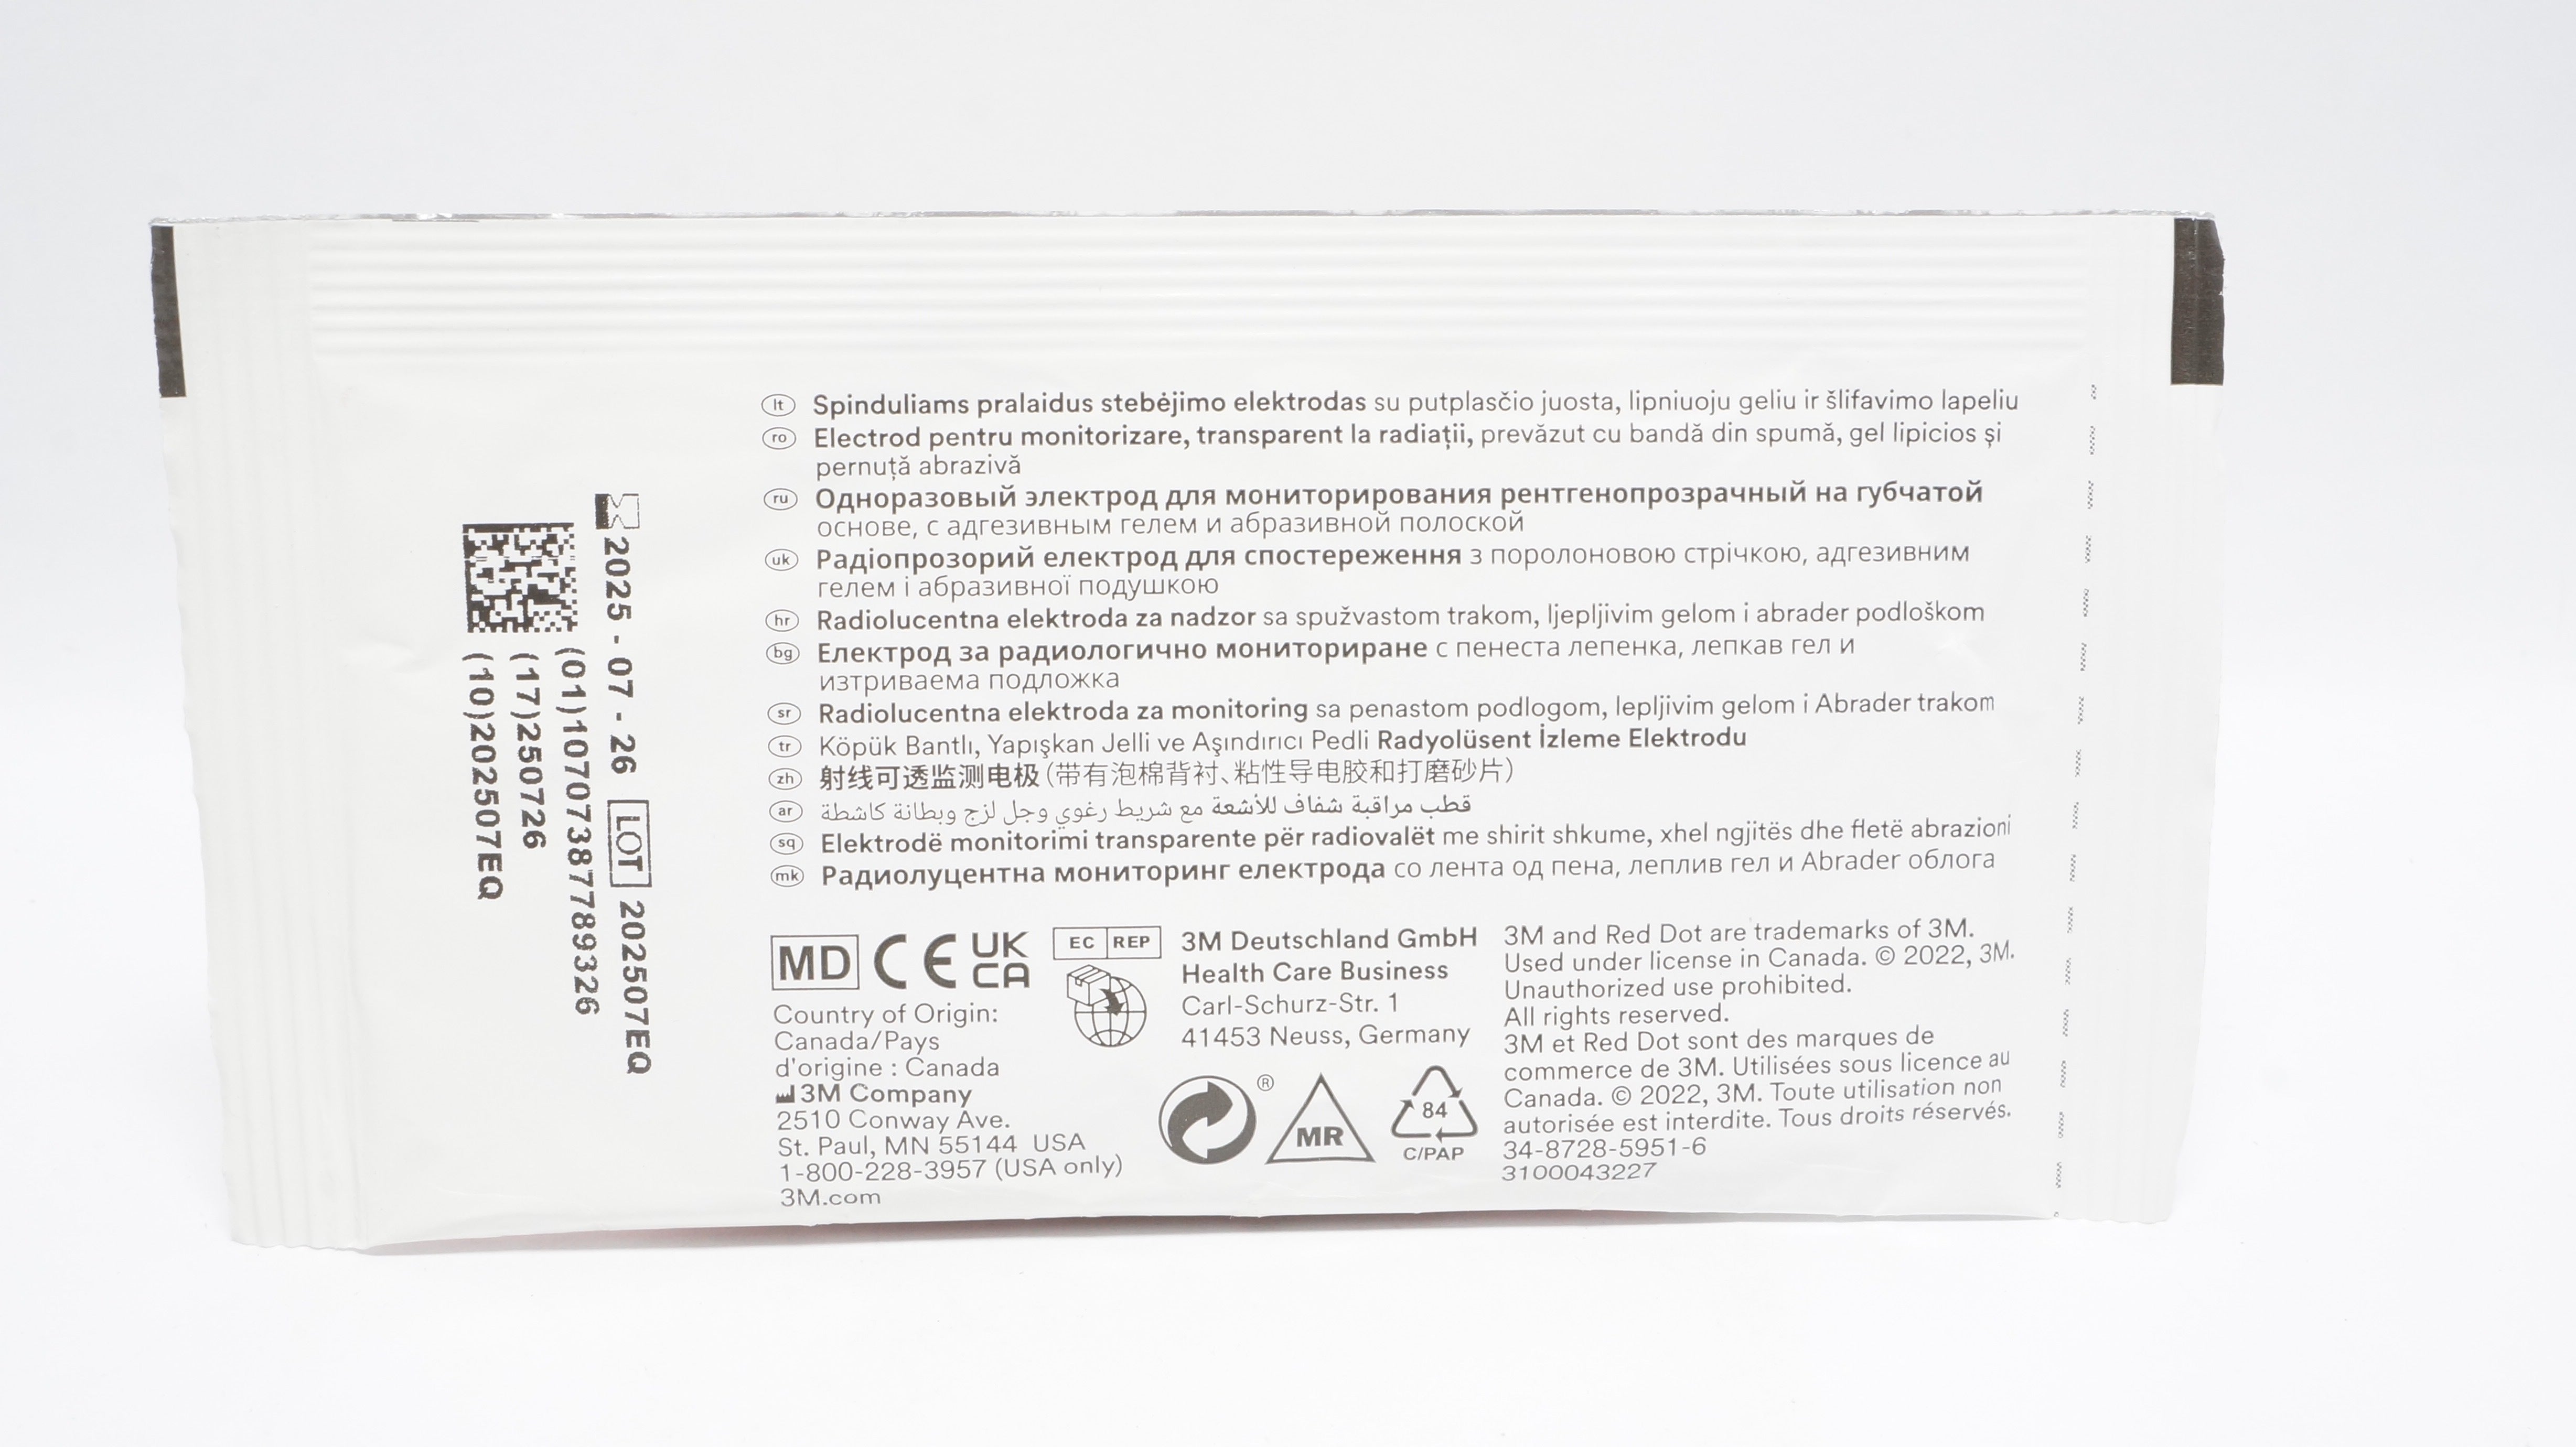 2025 - 07 - 26 LOT 202507EQ
(01)10707387789326
(17)250726
(10)202507EQ
lt Spinduliams pralaidus stebėjimo elektrodas su putplasčio juosta, lipniuoju geliu ir šlifavimo lapeliu
ro Electrod pentru monitorizare, transparent la radiații, prevăzut cu bandă din spumă, gel lipicios și
pernuță abrazivă
ru Одноразовый электрод для мониторирования рентгенопрозрачный на губчатой
основе, с адгезивным гелем и абразивной полоской
uk Радіопрозорий електрод для спостереження з поролоновою стрічкою, адгезивним
гелем і абразивної подушкою
hr Radiolucentna elektroda za nadzor sa spužvastom trakom, ljepljivim gelom i abrader podloškom
bg Електрод за радиологично мониториране с пенеста лепенка, лепкав гел и
изтриваема подложка
sr Radiolucentna elektroda za monitoring sa penastom podlogom, lepljivim gelom i Abrader trakom
tr Köpük Bantlı, Yapışkan Jelli ve Aşındırıcı Pedli Radyolüsent İzleme Elektrodu
zh 射线可透监测电极（带有泡棉背衬、粘性导电胶和打磨砂片）
ar قطب مراقبة شفاف للأشعة مع شريط رغوي وجل لزج وبطانة كاشطة
sq Elektrodë monitorimi transparente për radiovalët me shirit shkume, xhel ngjitës dhe fletë abrazioni
mk Радиолуцентна мониторинг електрода со лента од пена, леплив гел и Abrader облога
MD CE UK CA
Country of Origin:
Canada/Pays
d'origine : Canada
3M Company
2510 Conway Ave.
St. Paul, MN 55144 USA
1-800-228-3957 (USA only)
3M.com
EC REP
3M Deutschland GmbH
Health Care Business
Carl-Schurz-Str. 1
41453 Neuss, Germany
®
MR
84
C/PAP
3M and Red Dot are trademarks of 3M.
Used under license in Canada. © 2022, 3M.
Unauthorized use prohibited.
All rights reserved.
3M et Red Dot sont des marques de
commerce de 3M. Utilisées sous licence au
Canada. © 2022, 3M. Toute utilisation non
autorisée est interdite. Tous droits réservés.
34-8728-5951-6
3100043227